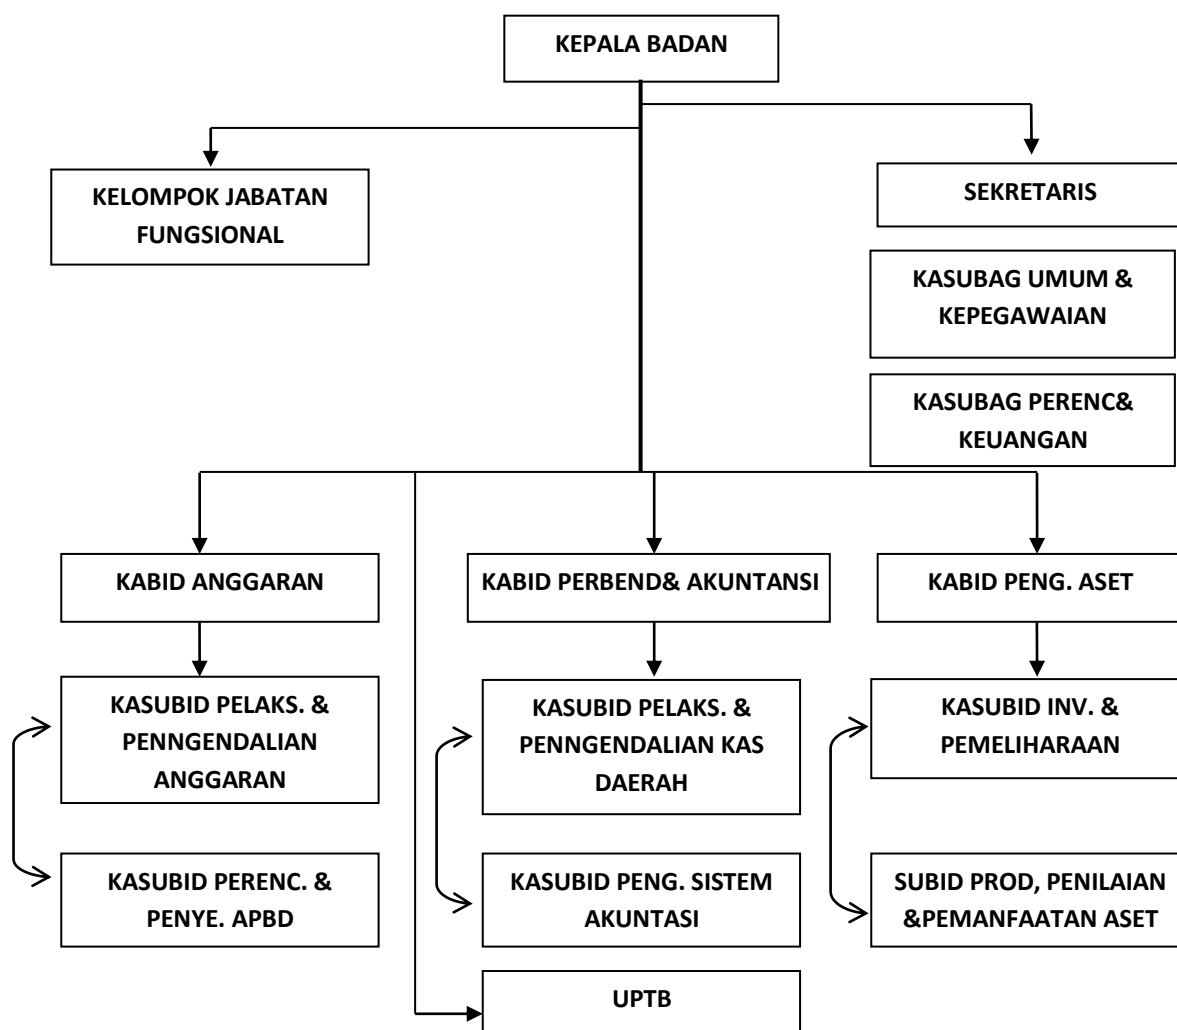 KEPALA BADAN
KELOMPOK JABATAN
FUNGSIONAL
SEKRETARIS
KASUBAG UMUM &
KEPEGAWAIAN
KASUBAG PERENC&
KEUANGAN
KABID ANGGARAN
KABID PERBEND& AKUNTANSI
KABID PENG. ASET
KASUBID PELAKS. &
PENNGENDALIAN
ANGGARAN
KASUBID PELAKS. &
PENNGENDALIAN KAS
DAERAH
KASUBID INV. &
PEMELIHARAAN
KASUBID PERENC. &
PENYE. APBD
KASUBID PENG. SISTEM
AKUNTASI
SUBID PROD, PENILAIAN
&PEMANFAATAN ASET
UPTB